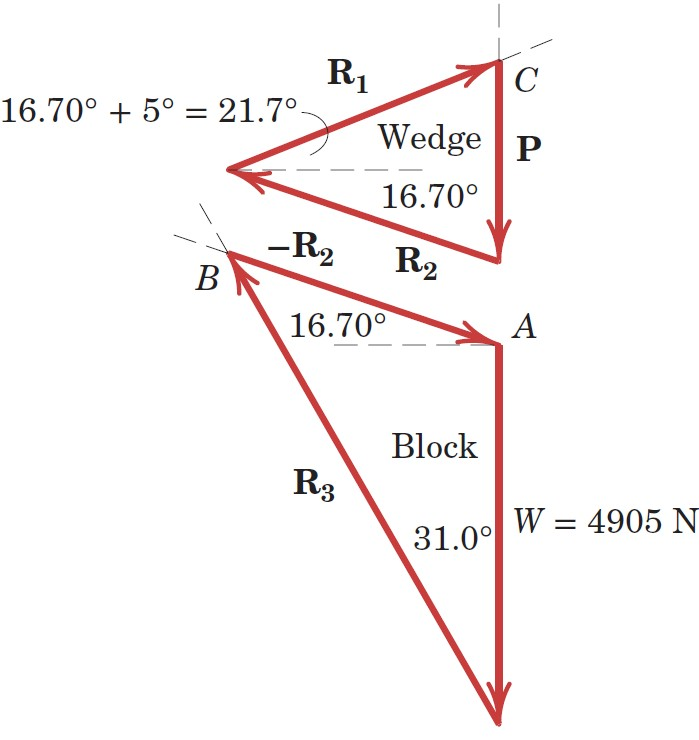 R₁
C
16.70° + 5° = 21.7°
Wedge
P
16.70°
−R₂
R₂
B
16.70°
A
Block
R₃
W = 4905 N
31.0°